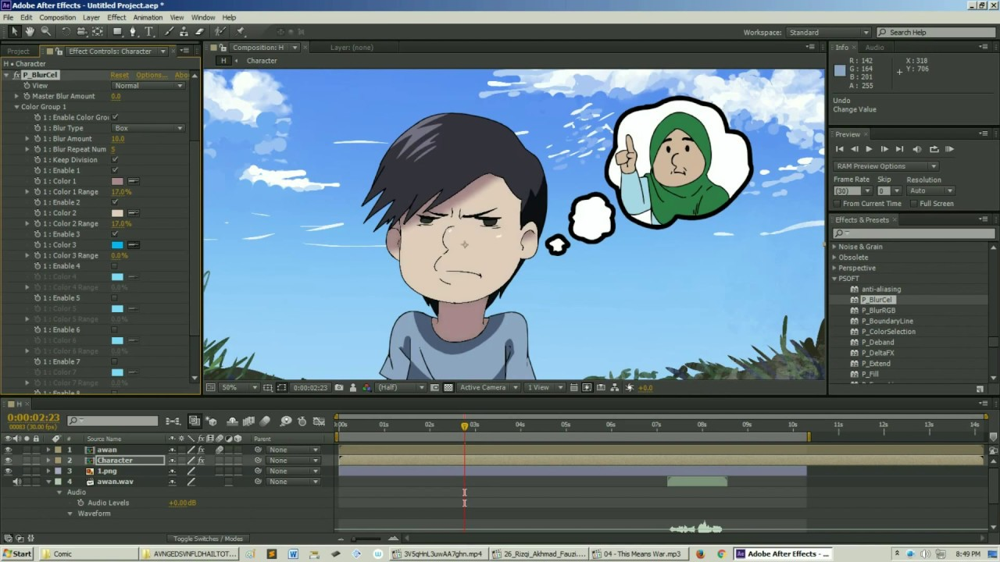 Ae Adobe After Effects - Untitled Project.aep *
File Edit Composition Layer Effect Animation View Window Help
Workspace: Standard Search Help
Project Effect Controls: Character
H • Character
fx P_BlurCel Reset Options... Abo
View Normal
Master Blur Amount 0.0
Color Group 1
1 : Enable Color Gro
1 : Blur Type Box
1 : Blur Amount 10.0
1 : Blur Repeat Num 5
1 : Keep Division
1 : Enable 1
1 : Color 1
1 : Color 1 Range 17.0%
1 : Enable 2
1 : Color 2
1 : Color 2 Range 17.0%
1 : Enable 3
1 : Color 3
1 : Color 3 Range 0.0%
1 : Enable 4
1 : Color 4
1 : Color 4 Range 0.0%
1 : Enable 5
1 : Color 5
1 : Color 5 Range 0.0%
1 : Enable 6
1 : Color 6
1 : Color 6 Range 0.0%
1 : Enable 7
1 : Color 7
1 : Color 7 Range 0.0%
1 : Enable 8
Composition: H Layer: (none)
H Character
50% 0:00:02:23 (Half) Active Camera 1 View +0.0
Info Audio
R : 142 X : 318
G : 164 Y : 706
B : 201
A : 255
Undo
Change Value
Preview
RAM Preview Options
Frame Rate Skip Resolution
(30) 0 Auto
From Current Time Full Screen
Effects & Presets
Noise & Grain
Obsolete
Perspective
PSOFT
anti-aliasing
P_BlurCel
P_BlurRGB
P_BoundaryLine
P_ColorSelection
P_Deband
P_DeltaFX
P_Extend
P_Fill
H
0:00:02:23
00083 (30.00 fps)
:00s 01s 02s 03s 04s 05s 06s 07s 08s 09s 10s 11s 12s 13s 14s
# Source Name fx Parent
1 awan fx None
2 Character fx None
3 1.png None
4 awan.wav None
Audio
Audio Levels +0.00dB
Waveform
Toggle Switches / Modes
Start Comic AVNGEDSVNFLDHAILTOT... W 3V5qHnL3uwAA7ghn.mp4 26_Rizqi_Akhmad_Fauzi.... 04 - This Means War.mp3 Ae Adobe After Effects - ... 8:49 PM